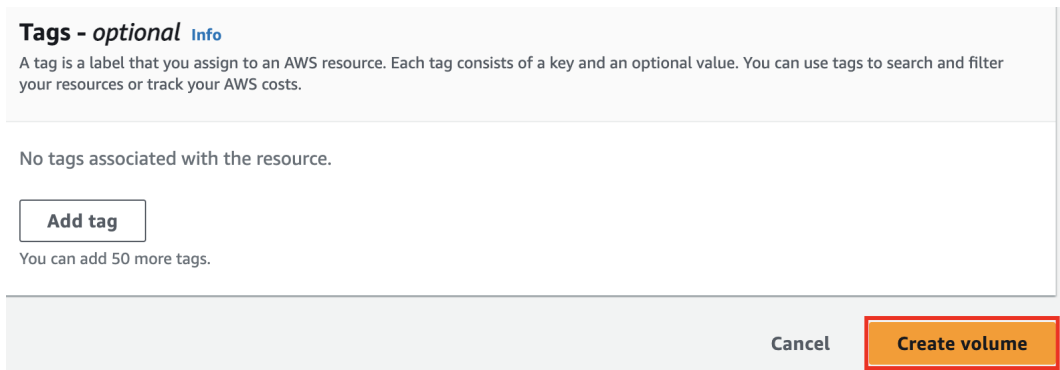 Tags - optional Info
A tag is a label that you assign to an AWS resource. Each tag consists of a key and an optional value. You can use tags to search and filter
your resources or track your AWS costs.
No tags associated with the resource.
Add tag
You can add 50 more tags.
Cancel Create volume